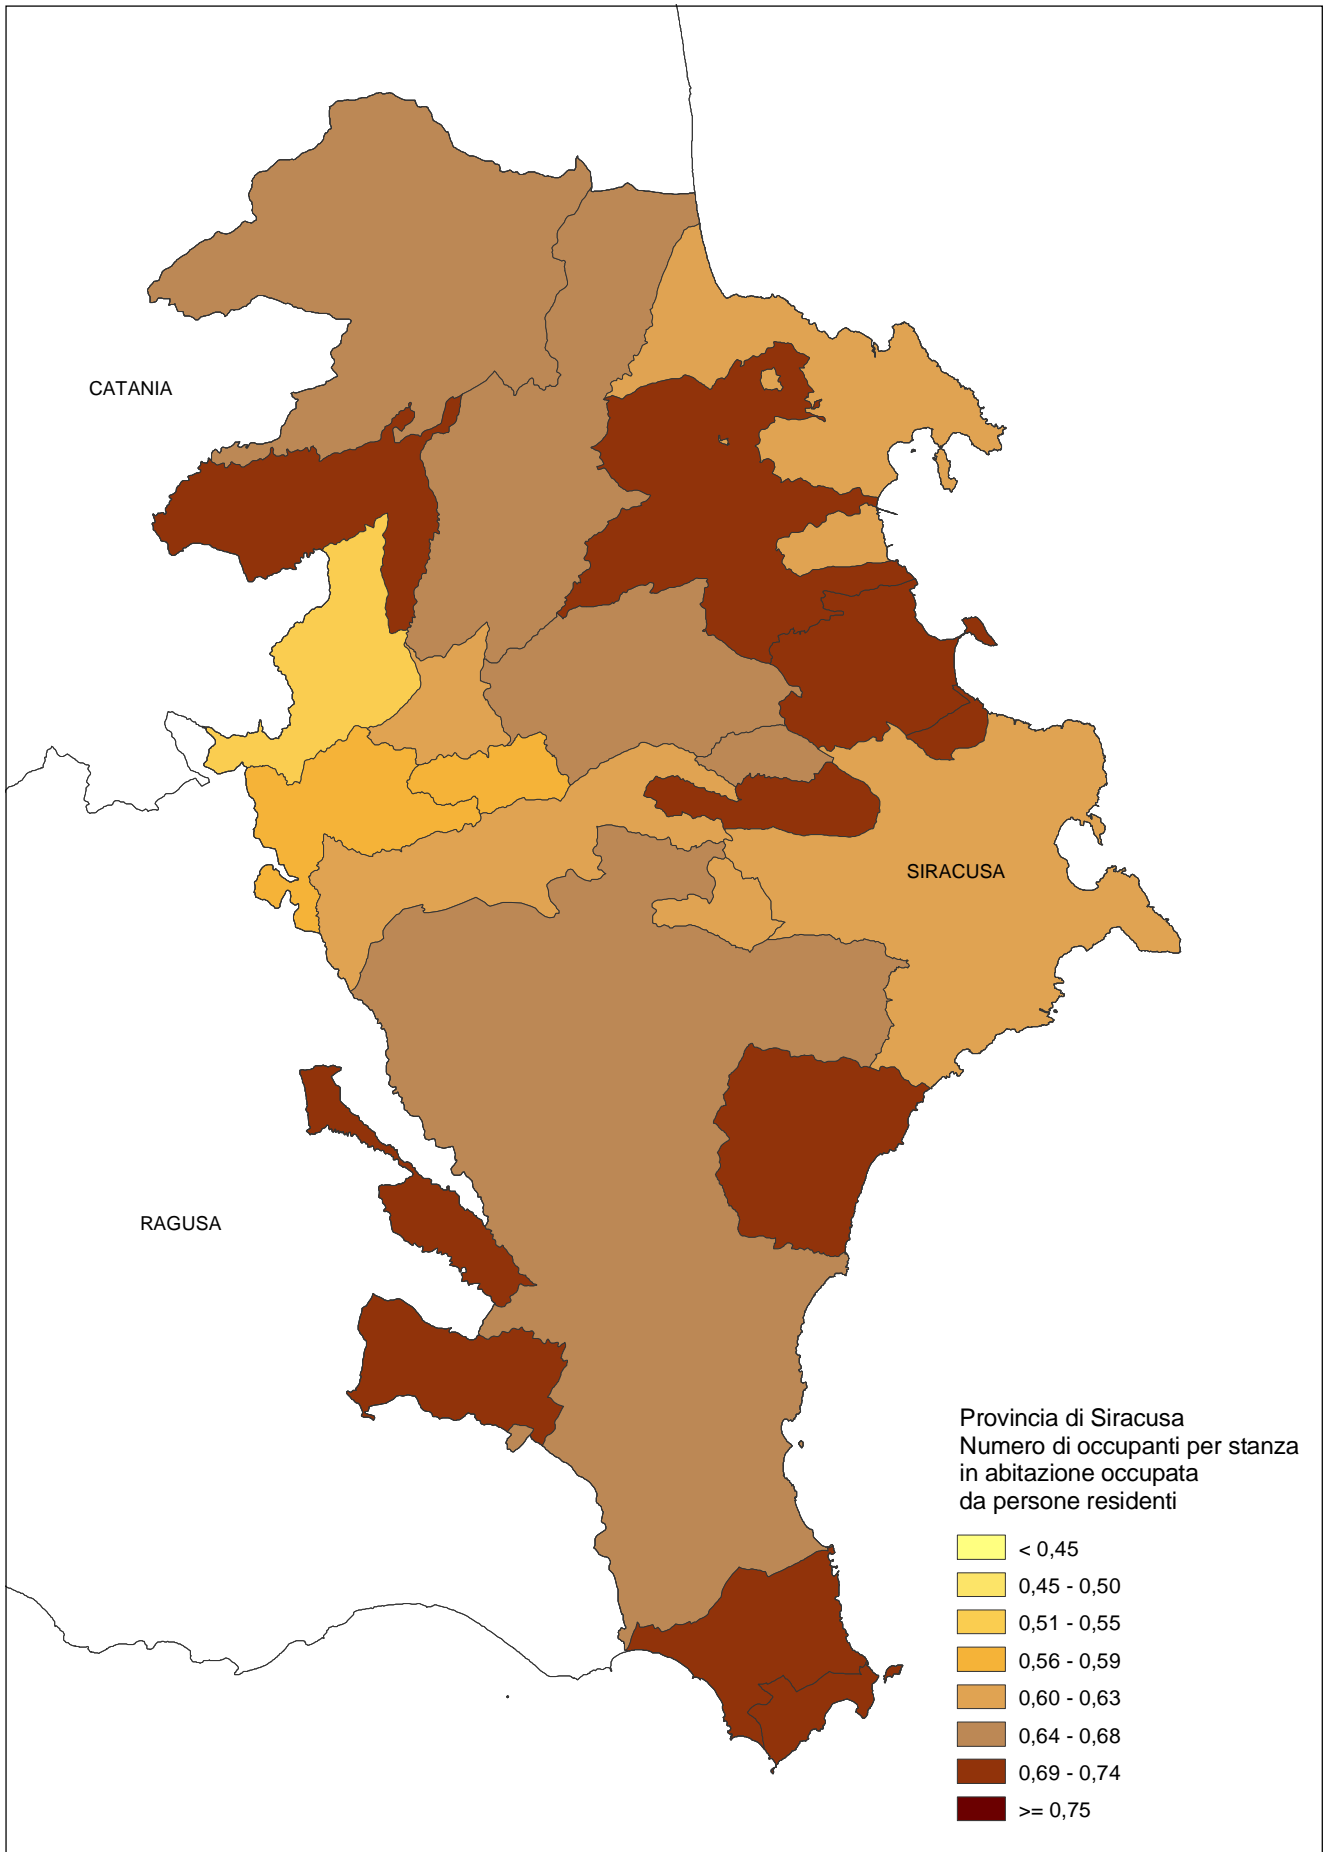 CATANIA
SIRACUSA
RAGUSA
Provincia di Siracusa
Numero di occupanti per stanza
in abitazione occupata
da persone residenti
< 0,45
0,45 - 0,50
0,51 - 0,55
0,56 - 0,59
0,60 - 0,63
0,64 - 0,68
0,69 - 0,74
>= 0,75